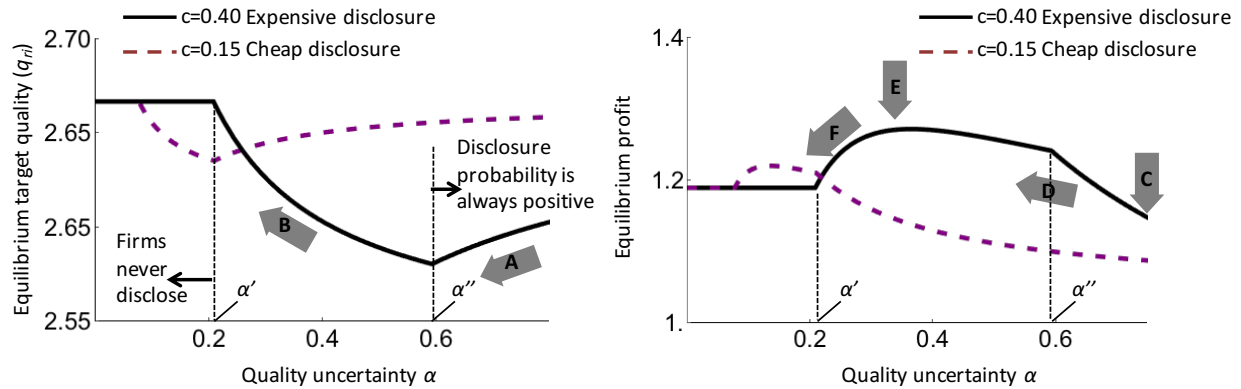 c=0.40 Expensive disclosure
c=0.15 Cheap disclosure
Equilibrium target quality (qri)
2.70
2.65
2.65
2.55
Disclosure
probability is
always positive
Firms
never
disclose
B
A
α′
α′′
0.2
0.4
0.6
Quality uncertainty α
c=0.40 Expensive disclosure
c=0.15 Cheap disclosure
Equilibrium profit
1.4
1.2
1.
E
F
D
C
α′
α′′
0.2
0.4
0.6
Quality uncertainty α